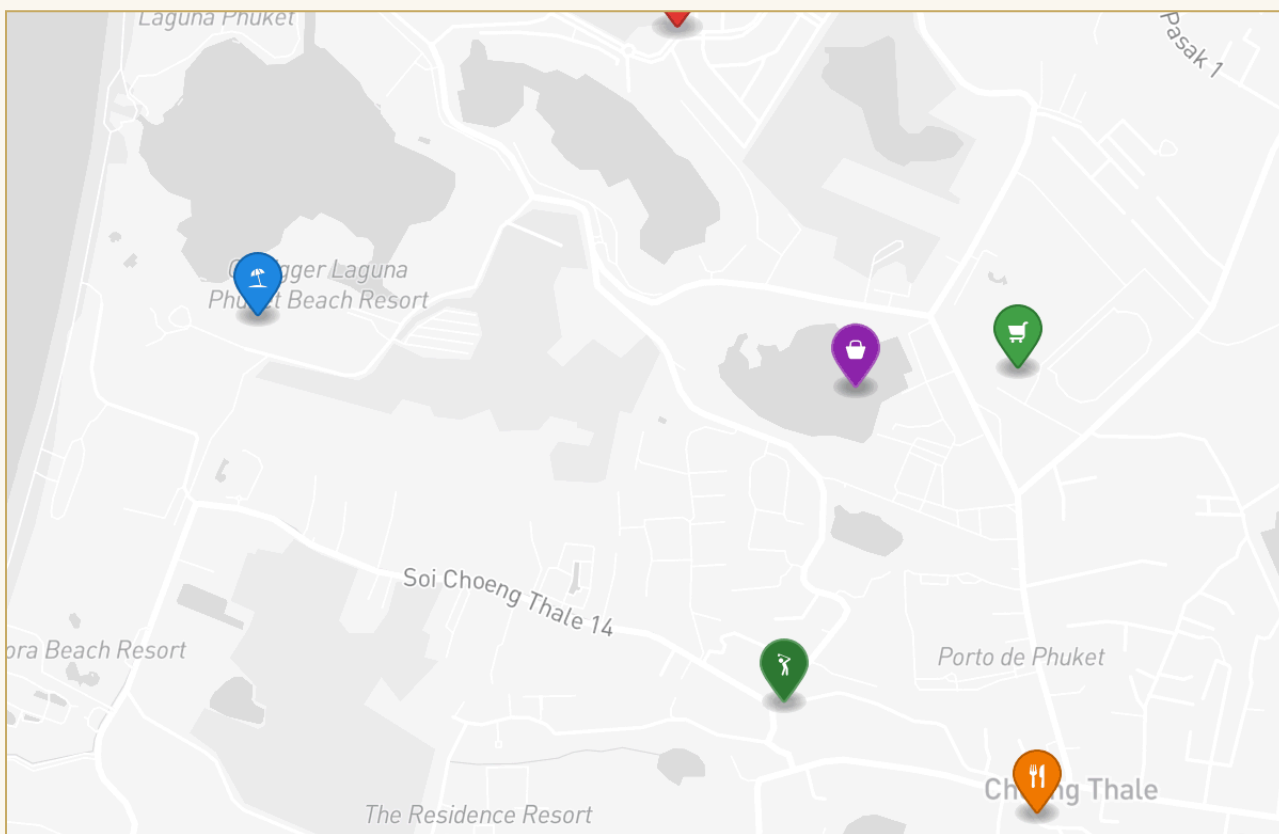 Laguna Phuket
Pasak 1
Laguna
Beach Resort
Soi Choeng Thale 14
ora Beach Resort
Porto de Phuket
Thale
The Residence Resort